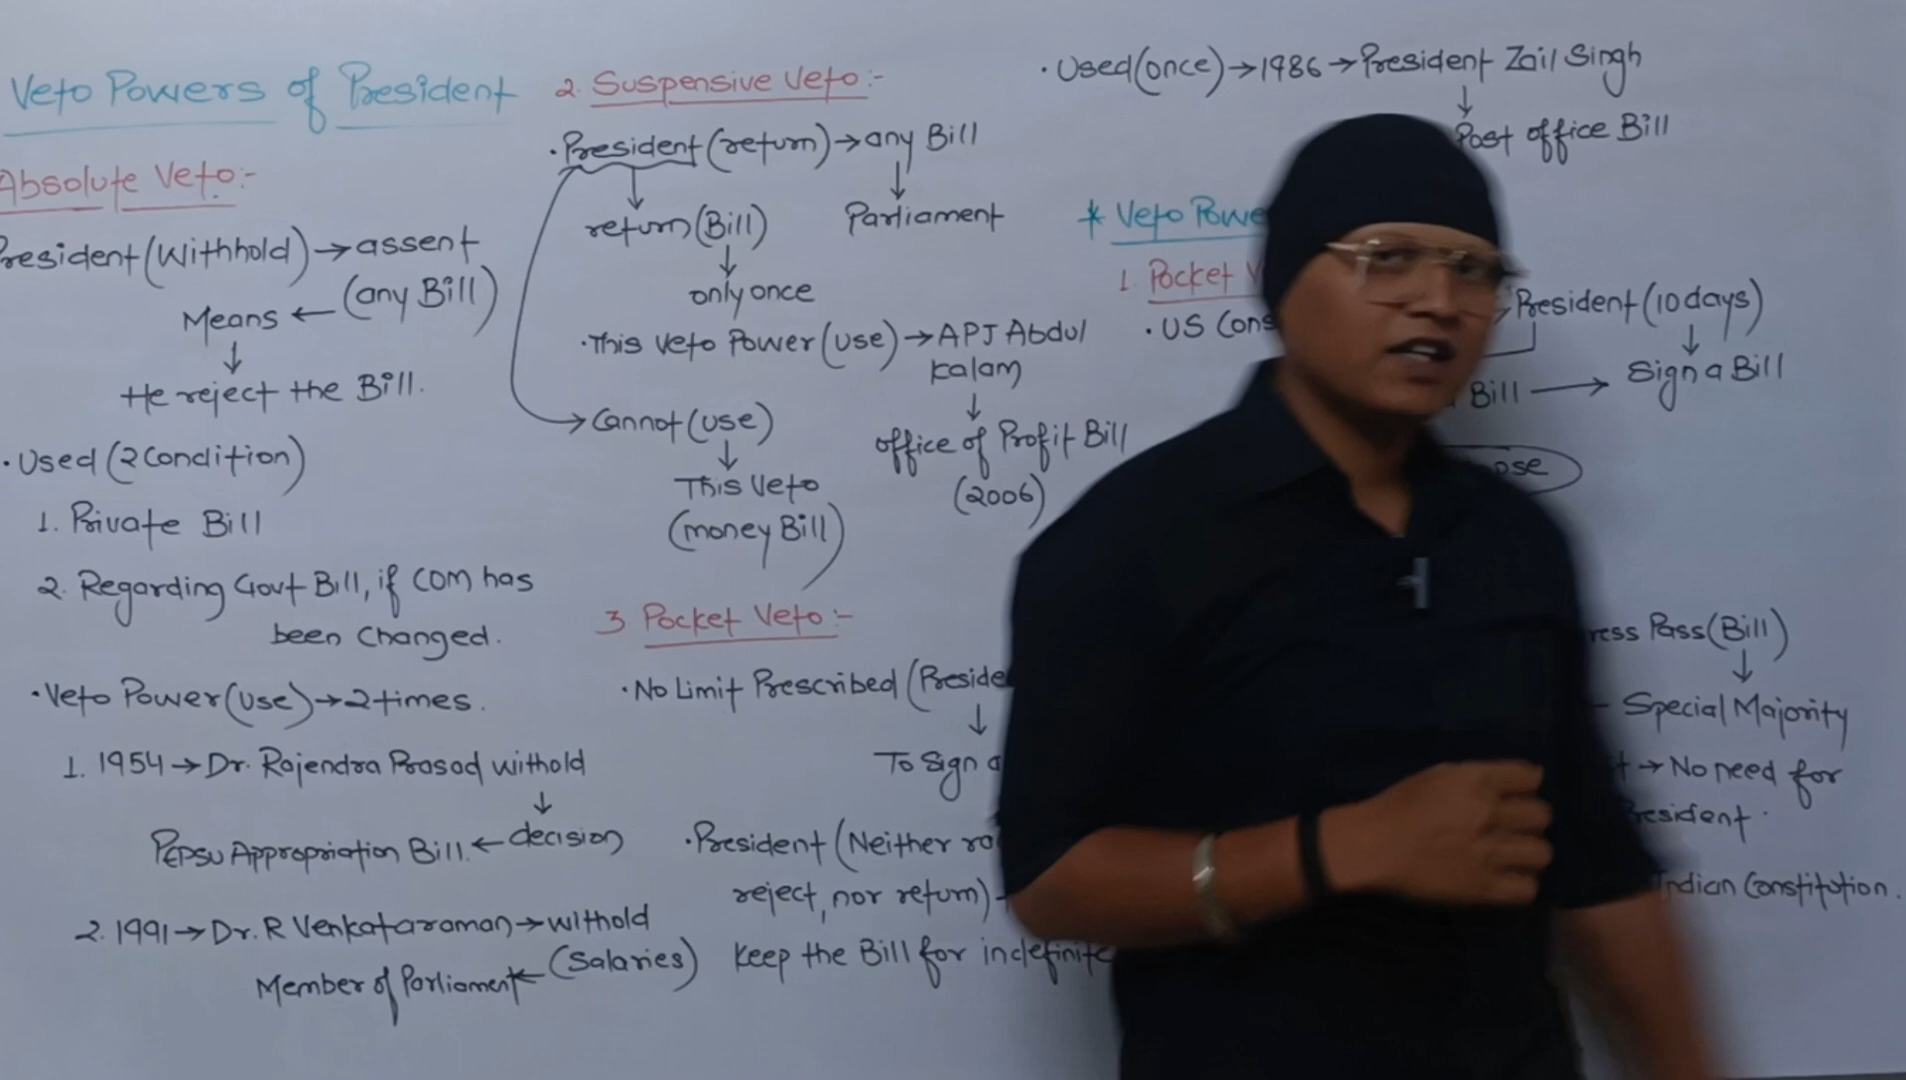 Veto Powers of President
Absolute Veto:-
President (Withhold) → assent
Means ← (any Bill)
↓
He reject the Bill.
· Used (2 Condition)
1. Private Bill
2. Regarding Govt Bill, if COM has
been Changed.
· Veto Power (use) → 2 times.
1. 1954 → Dr. Rajendra Prasad withold
↓
PEPSU Appropriation Bill. ← decision
2. 1991 → Dr. R Venkataraman → withold
Member of Parliament ← (Salaries)
2. Suspensive Veto:-
· President (return) → any Bill
↓ ↓
return (Bill) Parliament
↓
only once
· This Veto Power (use) → APJ Abdul
Kalam
↓
→ Cannot (use) office of Profit Bill
↓ (2006)
This Veto
(money Bill)
3 Pocket Veto:-
· No Limit Prescribed (Preside
↓
To Sign a
· President (Neither ra
reject, nor return) -
Keep the Bill for indefinite
· Used (once) → 1986 → President Zail Singh
↓
Post office Bill
* Veto Powe
1. Pocket V
· US Cons President (10 days)
↓
Bill → Sign a Bill
ress Pass (Bill)
↓
- Special Majority
→ No need for
President.
Indian Constitution.